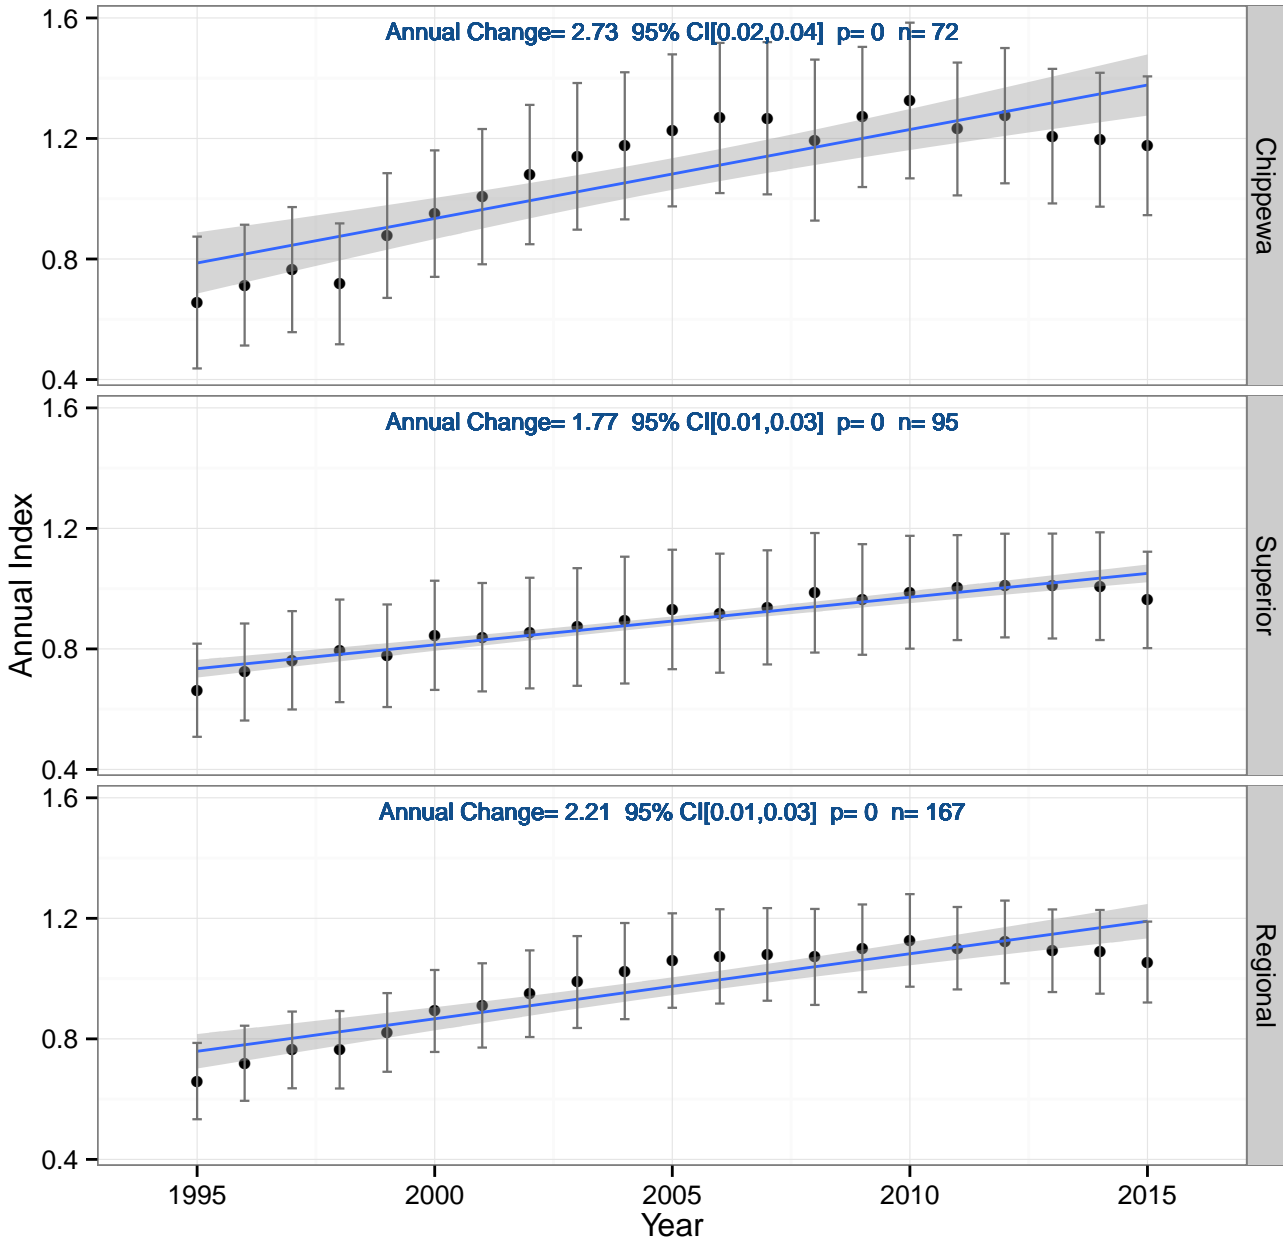 Annual Change= 2.73 95% CI[0.02,0.04] p= 0 n= 72
1.6
1.2
0.8
0.4
Chippewa
Annual Change= 1.77 95% CI[0.01,0.03] p= 0 n= 95
1.6
1.2
0.8
0.4
Superior
Annual Index
Annual Change= 2.21 95% CI[0.01,0.03] p= 0 n= 167
1.6
1.2
0.8
0.4
Regional
1995 2000 2005 2010 2015
Year